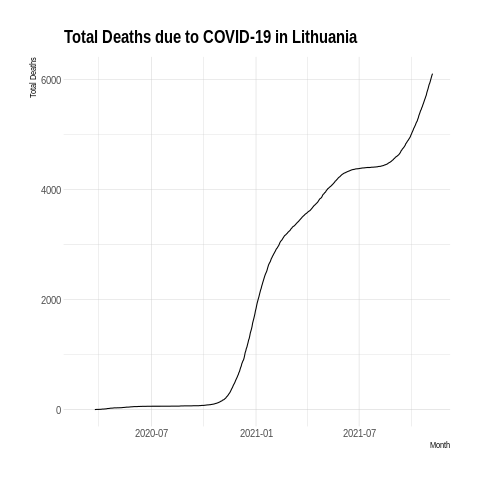 Total Deaths due to COVID-19 in Lithuania
Total Deaths
6000
4000
2000
0
2020-07 2021-01 2021-07
Month